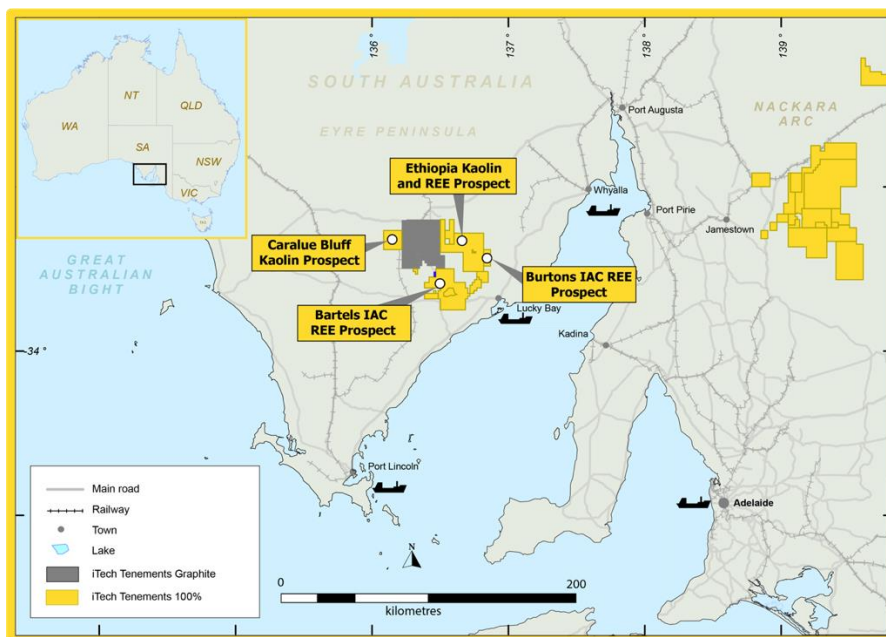 136
137
138
139
SOUTH AUSTRALIA
EYRE PENINSULA
NACKARA
ARC
GREAT
AUSTRALIAN
BIGHT
-34
WA
NT
QLD
SA
NSW
VIC
Port Augusta
Whyalla
Port Pirie
Jamestown
Lucky Bay
Kadina
Port Lincoln
Adelaide
Ethiopia Kaolin
and REE Prospect
Caralue Bluff
Kaolin Prospect
Burtons IAC REE
Prospect
Bartels IAC
REE Prospect
Main road
Railway
Town
Lake
iTech Tenements Graphite
iTech Tenements 100%
N
0
200
kilometres